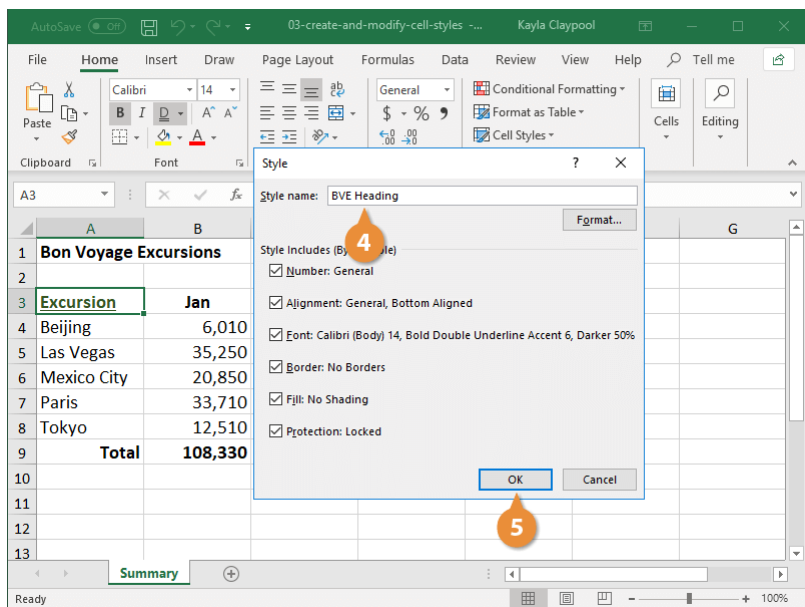 AutoSave Off 03-create-and-modify-cell-styles -... Kayla Claypool
File Home Insert Draw Page Layout Formulas Data Review View Help Tell me
Calibri 14 General Conditional Formatting
Paste B I D A A $ % 9 Format as Table Cells Editing
A Cell Styles
Clipboard Font
Style ? ×
A3 fx
Style name: BVE Heading
Format...
4
Style Includes (By le)
Number: General
Alignment: General, Bottom Aligned
Font: Calibri (Body) 14, Bold Double Underline Accent 6, Darker 50%
Border: No Borders
Fill: No Shading
Protection: Locked
OK Cancel
5
A B G
1 Bon Voyage Excursions
2
3 Excursion Jan
4 Beijing 6,010
5 Las Vegas 35,250
6 Mexico City 20,850
7 Paris 33,710
8 Tokyo 12,510
9 Total 108,330
10
11
12
13
Summary
Ready 100%